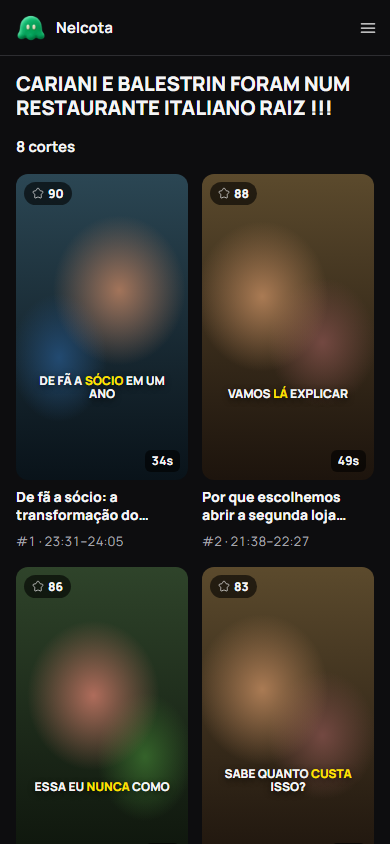 Nelcota
CARIANI E BALESTRIN FORAM NUM
RESTAURANTE ITALIANO RAIZ !!!
8 cortes
90
DE FÃ A SÓCIO EM UM
ANO
34s
88
VAMOS LÁ EXPLICAR
49s
De fã a sócio: a
transformação do…
#1 · 23:31–24:05
Por que escolhemos
abrir a segunda loja…
#2 · 21:38–22:27
86
ESSA EU NUNCA COMO
83
SABE QUANTO CUSTA
ISSO?